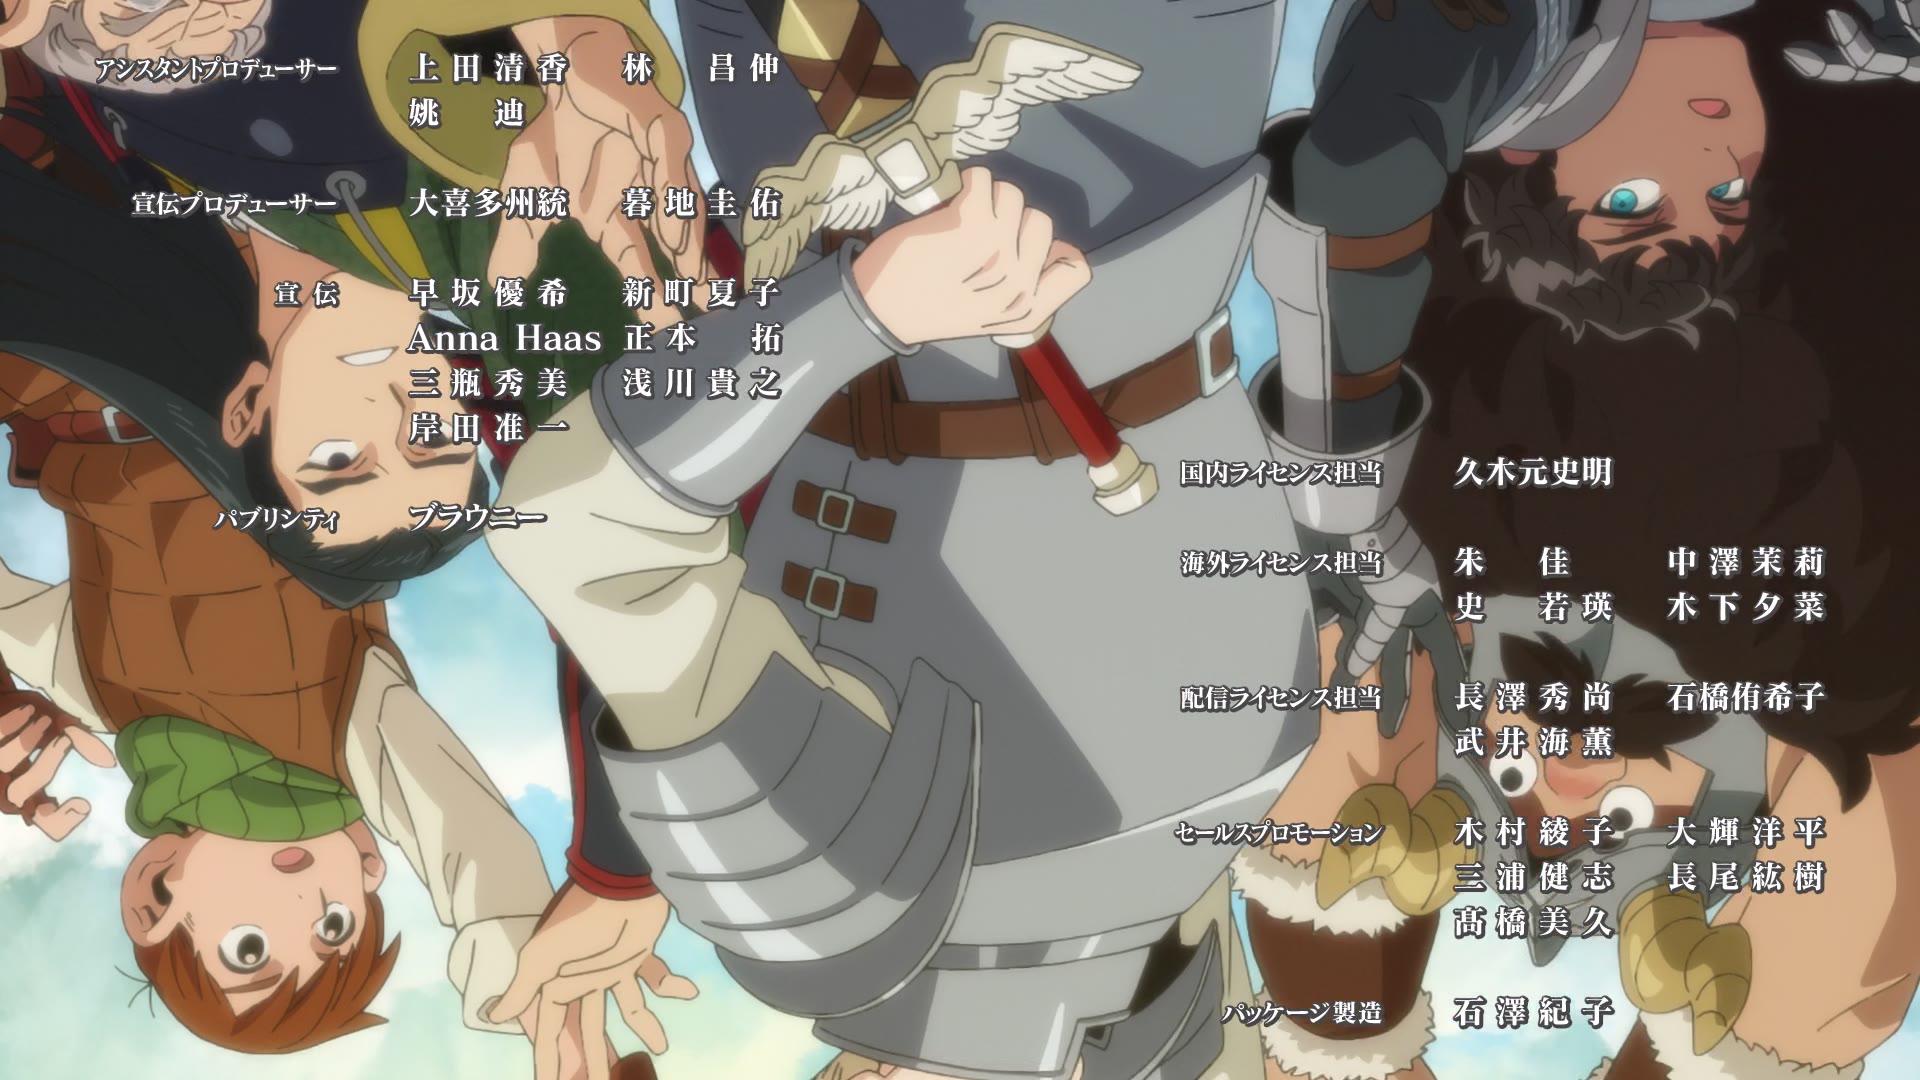 アシスタントプロデューサー 上田清香 林 昌伸
姚 迪
宣伝プロデューサー 大喜多州統 暮地圭佑
宣伝 早坂優希 新町夏子
Anna Haas 正本 拓
三瓶秀美 浅川貴之
岸田准一
パブリシティ ブラウニー
国内ライセンス担当 久木元史明
海外ライセンス担当 朱 佳 中澤茉莉
史 若瑛 木下夕菜
配信ライセンス担当 長澤秀尚 石橋侑希子
武井海薫
セールスプロモーション 木村綾子 大輝洋平
三浦健志 長尾紘樹
髙橋美久
パッケージ製造 石澤紀子